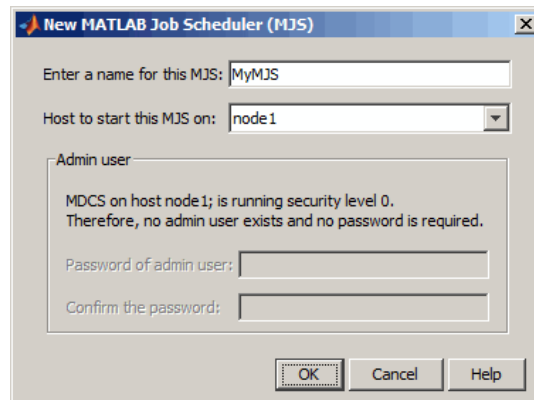 New MATLAB Job Scheduler (MJS)
Enter a name for this MJS: MyMJS
Host to start this MJS on: node1
Admin user
MDCS on host node1; is running security level 0.
Therefore, no admin user exists and no password is required.
Password of admin user:
Confirm the password:
OK Cancel Help